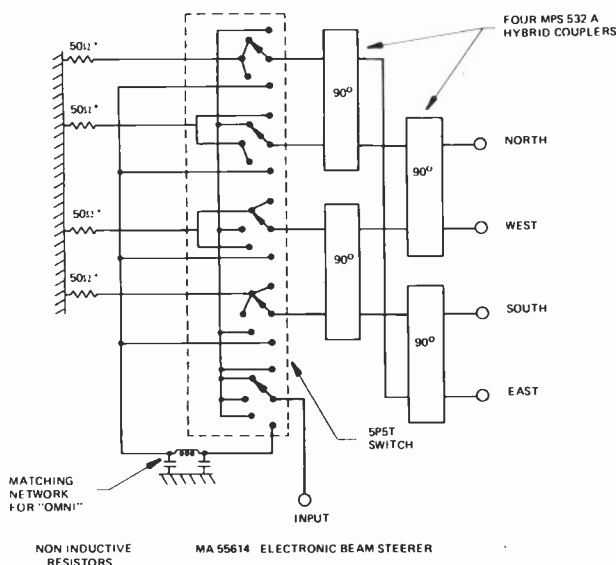 FOUR MPS 532 A
HYBRID COUPLERS
50Ω*
90°
50Ω*
NORTH
90°
50Ω*
WEST
90°
50Ω*
SOUTH
90°
EAST
5P5T
SWITCH
MATCHING
NETWORK
FOR "OMNI"
INPUT
NON INDUCTIVE
RESISTORS
MA 55614 ELECTRONIC BEAM STEERER